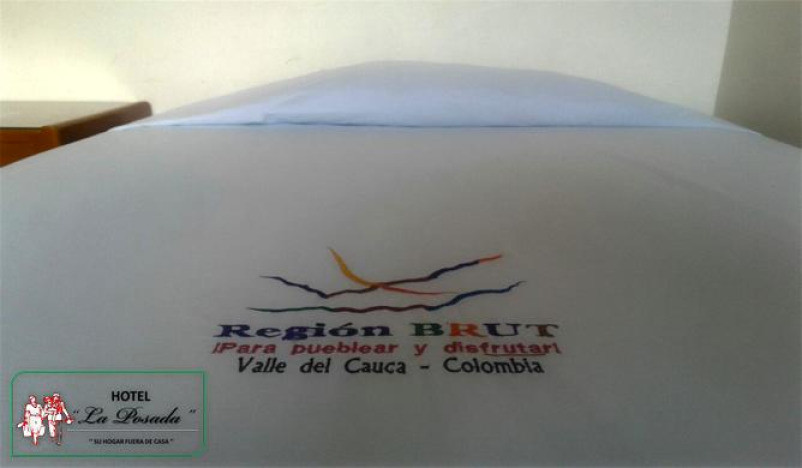 Región BRUT
¡Para pueblear y disfrutar!
Valle del Cauca - Colombia
HOTEL
"La Posada"
" SU HOGAR FUERA DE CASA "